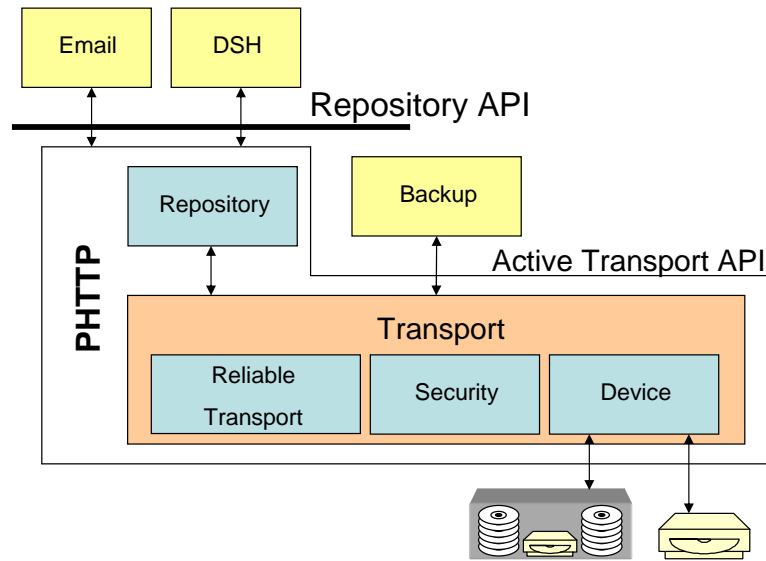 Email
DSH
Repository API
Repository
Backup
PHTTP
Active Transport API
Transport
Reliable
Transport
Security
Device